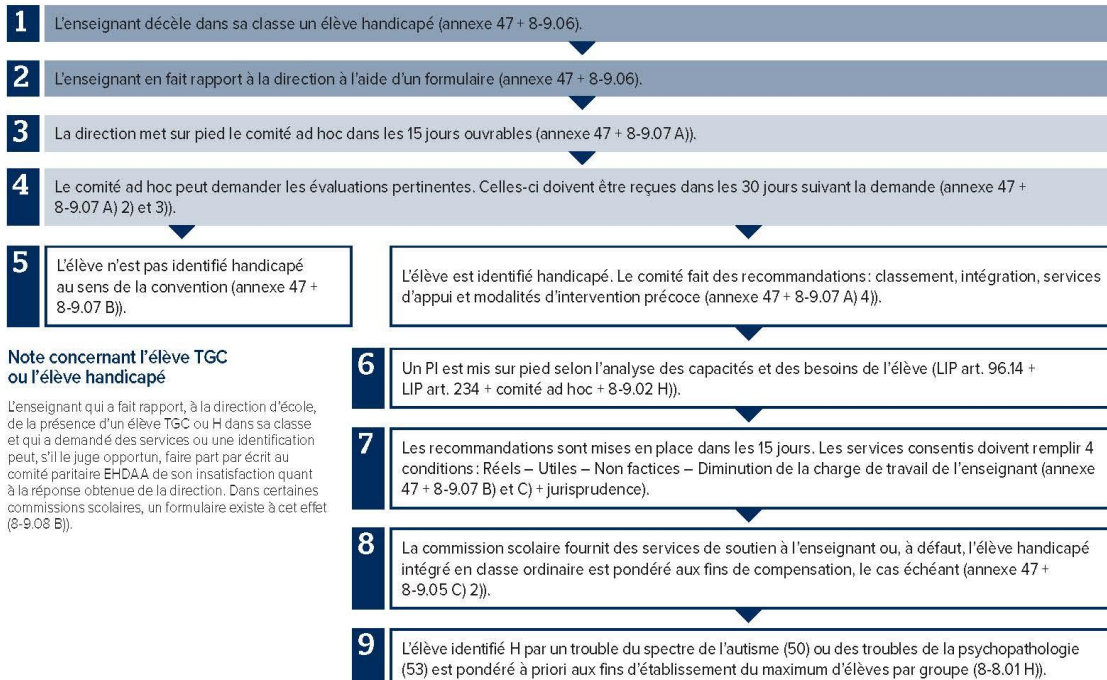 1
L'enseignant décèle dans sa classe un élève handicapé (annexe 47 + 8-9.06).
2
L'enseignant en fait rapport à la direction à l'aide d'un formulaire (annexe 47 + 8-9.06).
3
La direction met sur pied le comité ad hoc dans les 15 jours ouvrables (annexe 47 + 8-9.07 A)).
4
Le comité ad hoc peut demander les évaluations pertinentes. Celles-ci doivent être reçues dans les 30 jours suivant la demande (annexe 47 +
8-9.07 A) 2) et 3)).
5
L'élève n'est pas identifié handicapé
au sens de la convention (annexe 47 +
8-9.07 B)).
L'élève est identifié handicapé. Le comité fait des recommandations : classement, intégration, services
d'appui et modalités d'intervention précoce (annexe 47 + 8-9.07 A) 4)).
Note concernant l'élève TGC
ou l'élève handicapé
L'enseignant qui a fait rapport, à la direction d'école,
de la présence d'un élève TGC ou H dans sa classe
et qui a demandé des services ou une identification
peut, s'il le juge opportun, faire part par écrit au
comité paritaire EHDAA de son insatisfaction quant
à la réponse obtenue de la direction. Dans certaines
commissions scolaires, un formulaire existe à cet effet
(8-9.08 B)).
6
Un PI est mis sur pied selon l'analyse des capacités et des besoins de l'élève (LIP art. 96.14 +
LIP art. 234 + comité ad hoc + 8-9.02 H)).
7
Les recommandations sont mises en place dans les 15 jours. Les services consentis doivent remplir 4
conditions : Réels – Utiles – Non factices – Diminution de la charge de travail de l'enseignant (annexe
47 + 8-9.07 B) et C) + jurisprudence).
8
La commission scolaire fournit des services de soutien à l'enseignant ou, à défaut, l'élève handicapé
intégré en classe ordinaire est pondéré aux fins de compensation, le cas échéant (annexe 47 +
8-9.05 C) 2)).
9
L'élève identifié H par un trouble du spectre de l'autisme (50) ou des troubles de la psychopathologie
(53) est pondéré à priori aux fins d'établissement du maximum d'élèves par groupe (8-8.01 H)).